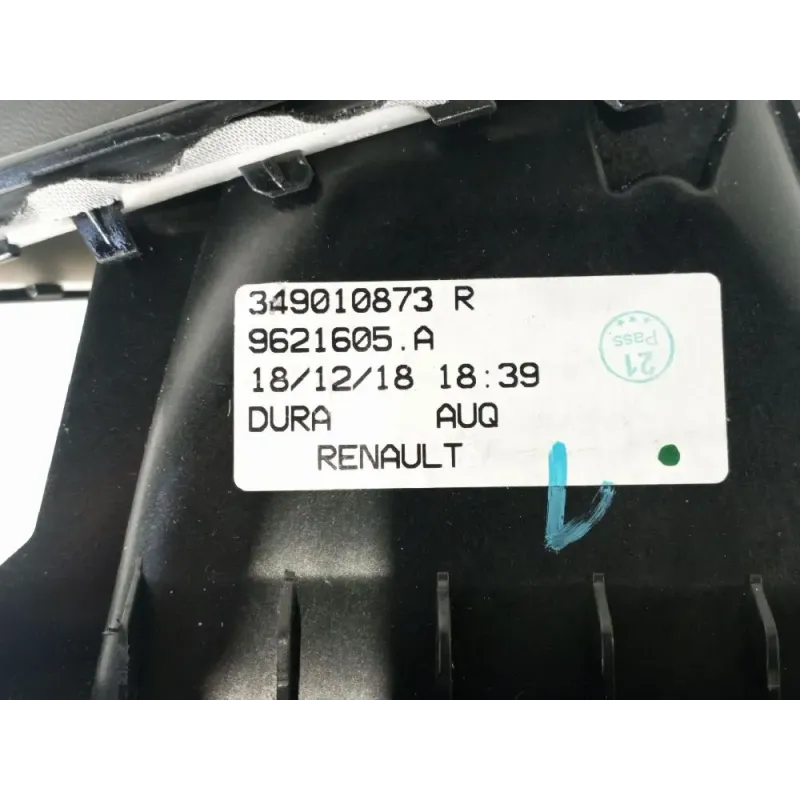 349010873 R
9621605.A
18/12/18 18:39
DURA AUQ
RENAULT
21
Pass